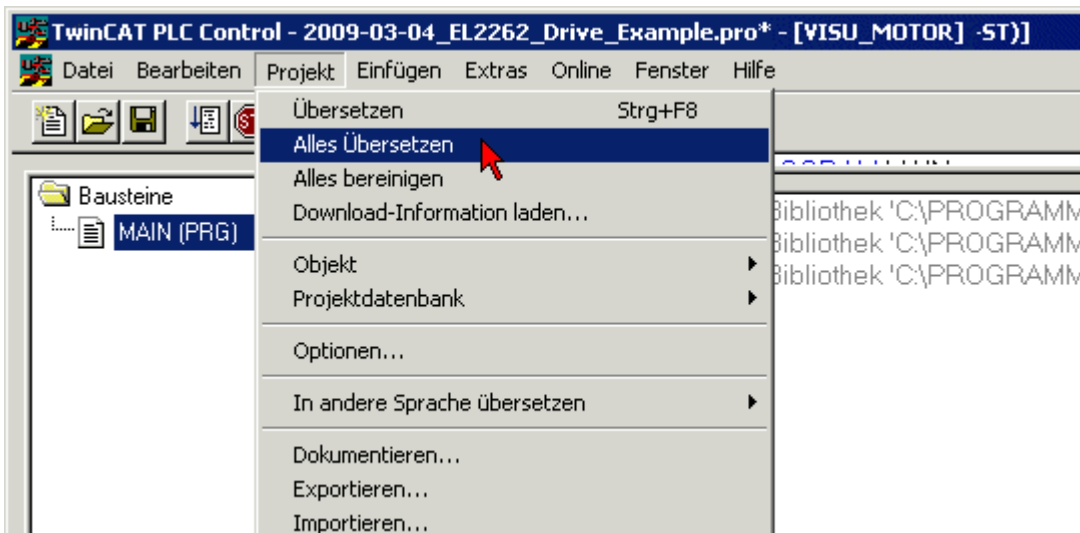 TwinCAT PLC Control - 2009-03-04_EL2262_Drive_Example.pro* - [VISU_MOTOR] -ST)]
Datei Bearbeiten Projekt Einfügen Extras Online Fenster Hilfe
Übersetzen Strg+F8
Alles Übersetzen
Alles bereinigen
Download-Information laden...
Objekt
Projektdatenbank
Optionen...
In andere Sprache übersetzen
Dokumentieren...
Exportieren...
Importieren...
Bausteine
MAIN (PRG)
Bibliothek 'C:\PROGRAMM
Bibliothek 'C:\PROGRAMM
Bibliothek 'C:\PROGRAMM